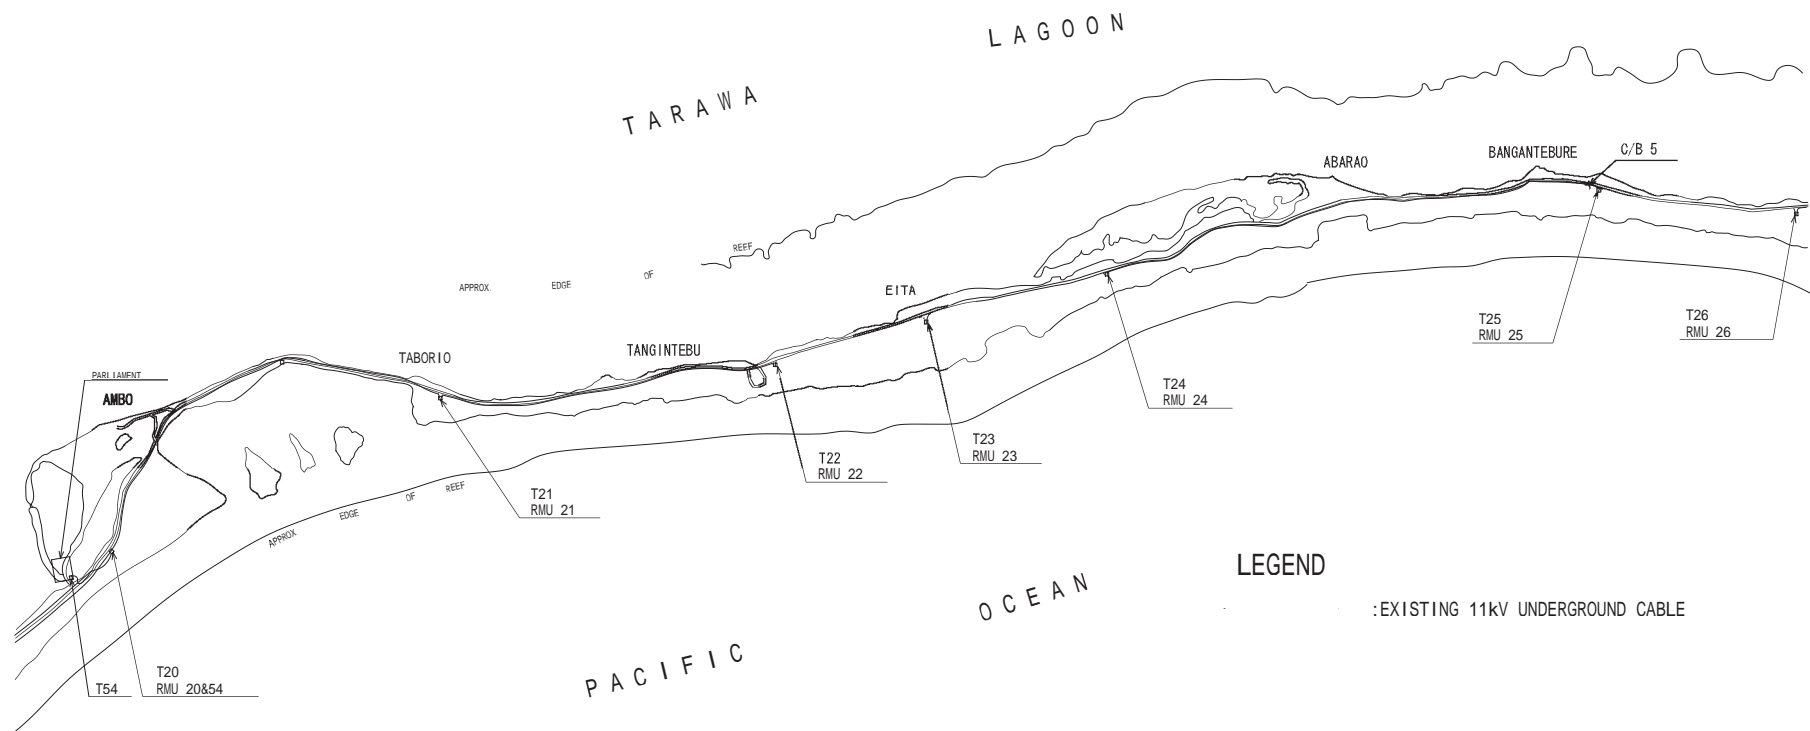 LAGOON
TARAWA
C/B 5
BANGANTEBURE
ABARAO
REEF
OF
EDGE
APPROX.
EITA
T25
RMU 25
T26
RMU 26
TANGINTEBU
TABORIO
PARLIAMENT
AMBO
T24
RMU 24
T23
RMU 23
T22
RMU 22
T21
RMU 21
APPROX
EDGE
OF
REEF
LEGEND
:EXISTING 11kV UNDERGROUND CABLE
OCEAN
PACIFIC
T20
RMU 20&54
T54